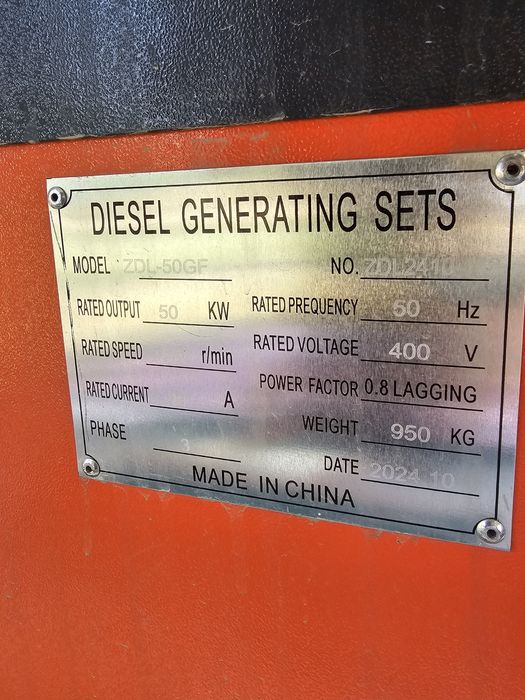 DIESEL GENERATING SETS
MODEL ZDL-50GF NO. ZDL241
RATED OUTPUT 50 KW RATED PREQUENCY 50 Hz
RATED SPEED r/min RATED VOLTAGE 400 V
RATED CURRENT A POWER FACTOR 0.8 LAGGING
PHASE 3 WEIGHT 950 KG
DATE 2024.10
MADE IN CHINA